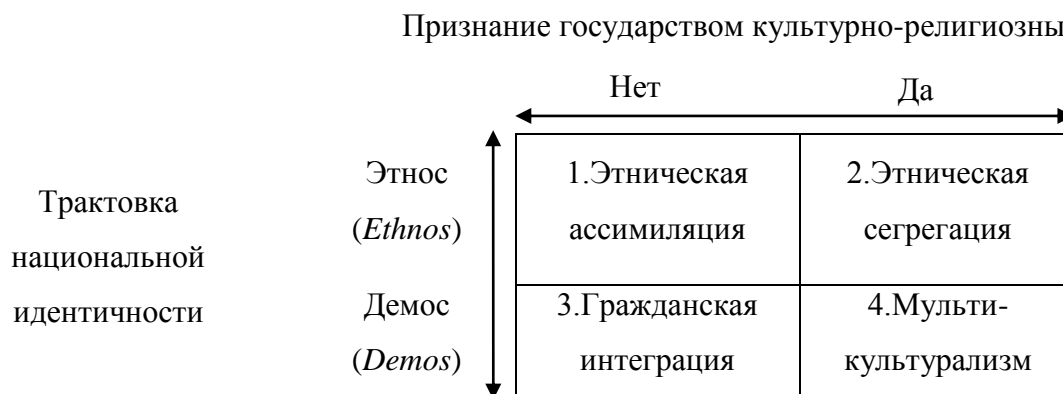 Признание государством культурно-религиозны
Нет Да
Трактовка
национальной
идентичности
Этнос
(Ethnos)
1.Этническая
ассимиляция
2.Этническая
сегрегация
Демос
(Demos)
3.Гражданская
интеграция
4.Мульти-
культурализм